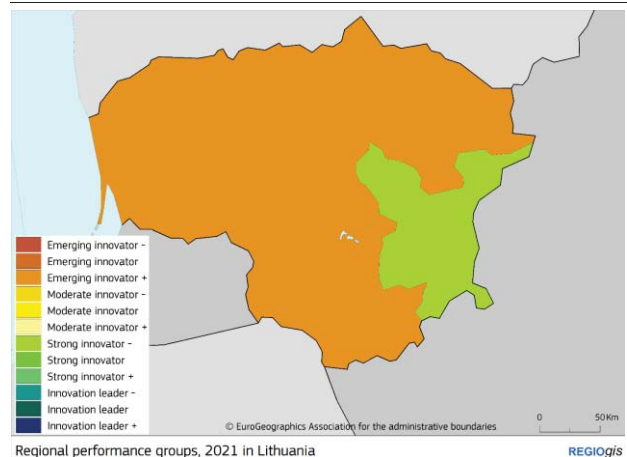 Emerging innovator -
Emerging innovator
Emerging innovator +
Moderate innovator -
Moderate innovator
Moderate innovator +
Strong innovator -
Strong innovator
Strong innovator +
Innovation leader -
Innovation leader
Innovation leader +
© EuroGeographics Association for the administrative boundaries
0 50 Km
Regional performance groups, 2021 in Lithuania
REGIOgis